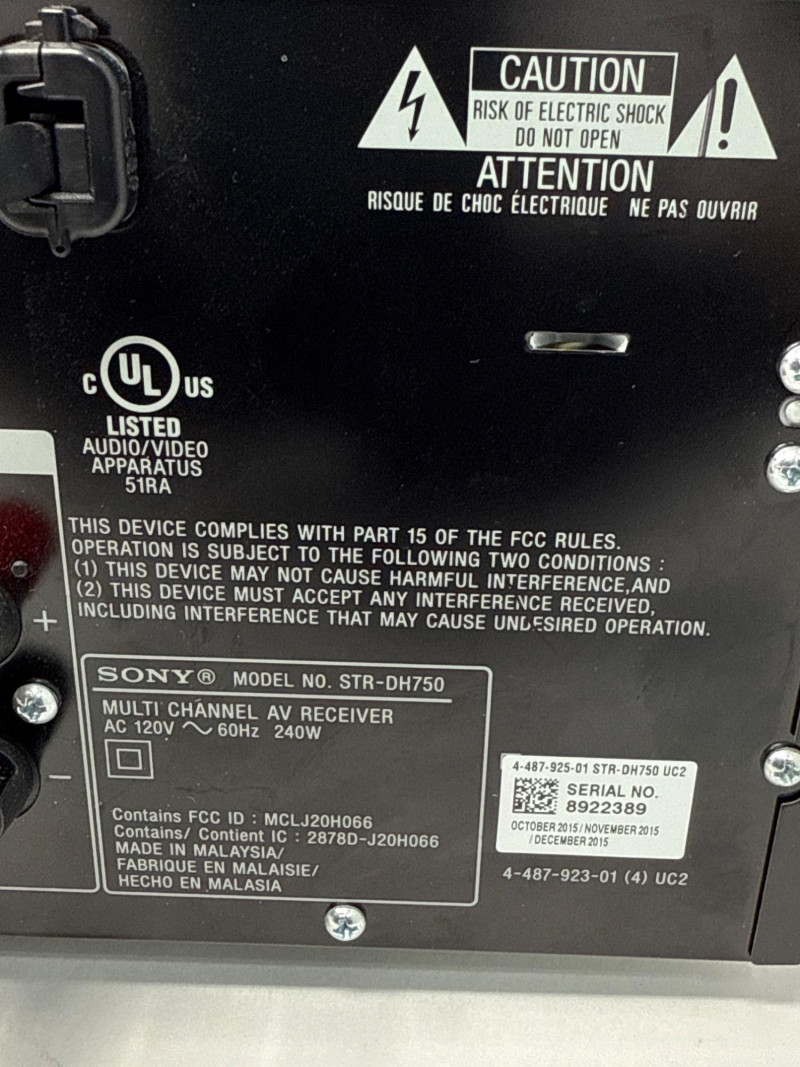 CAUTION
RISK OF ELECTRIC SHOCK
DO NOT OPEN
ATTENTION
RISQUE DE CHOC ÉLECTRIQUE NE PAS OUVRIR
C UL US
LISTED
AUDIO/VIDEO
APPARATUS
51RA
THIS DEVICE COMPLIES WITH PART 15 OF THE FCC RULES.
OPERATION IS SUBJECT TO THE FOLLOWING TWO CONDITIONS :
(1) THIS DEVICE MAY NOT CAUSE HARMFUL INTERFERENCE,AND
(2) THIS DEVICE MUST ACCEPT ANY INTERFERENCE RECEIVED,
INCLUDING INTERFERENCE THAT MAY CAUSE UNDESIRED OPERATION.
+
−
SONY® MODEL NO. STR-DH750
MULTI CHANNEL AV RECEIVER
AC 120V ~ 60Hz 240W
Contains FCC ID : MCLJ20H066
Contains/ Contient IC : 2878D-J20H066
MADE IN MALAYSIA/
FABRIQUE EN MALAISIE/
HECHO EN MALASIA
4-487-925-01 STR-DH750 UC2
SERIAL NO.
8922389
OCTOBER 2015/NOVEMBER 2015
/DECEMBER 2015
4-487-923-01 (4) UC2